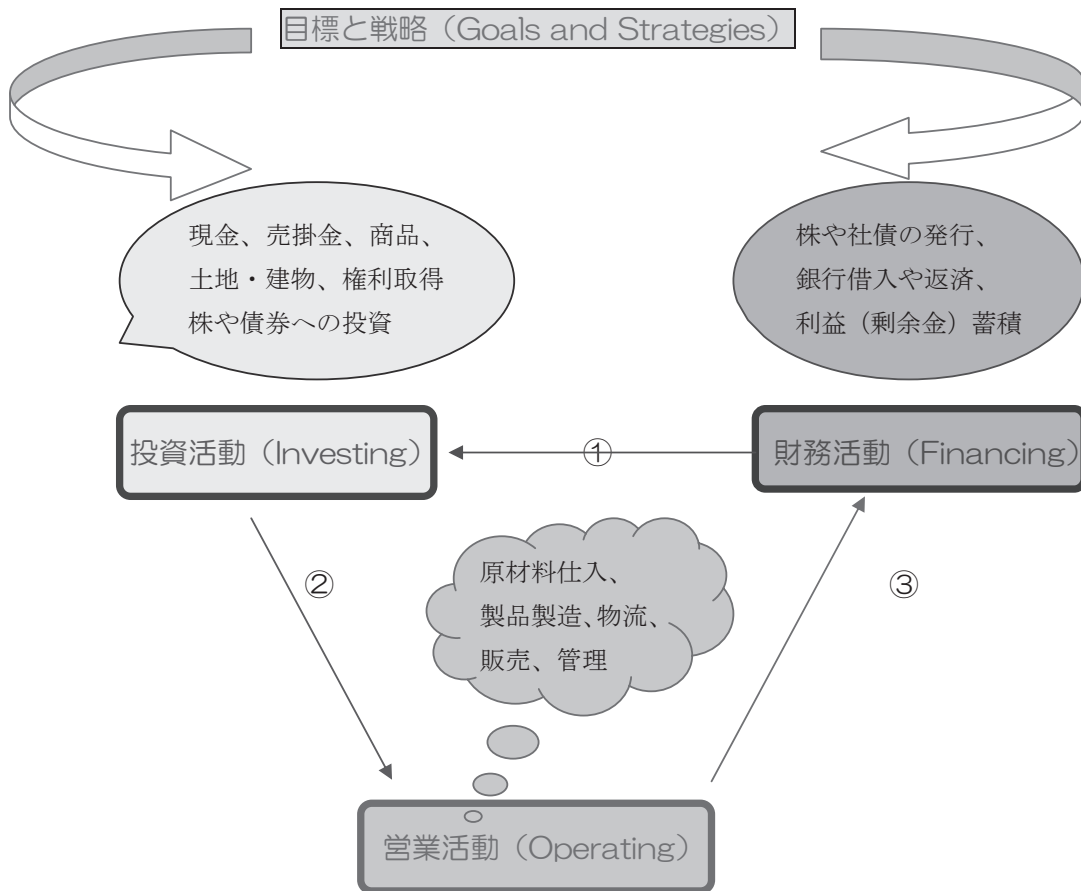 目標と戦略（Goals and Strategies）
現金、売掛金、商品、
土地・建物、権利取得
株や債券への投資
株や社債の発行、
銀行借入や返済、
利益（剰余金）蓄積
投資活動（Investing）
①
財務活動（Financing）
②
原材料仕入、
製品製造、物流、
販売、管理
③
営業活動（Operating）